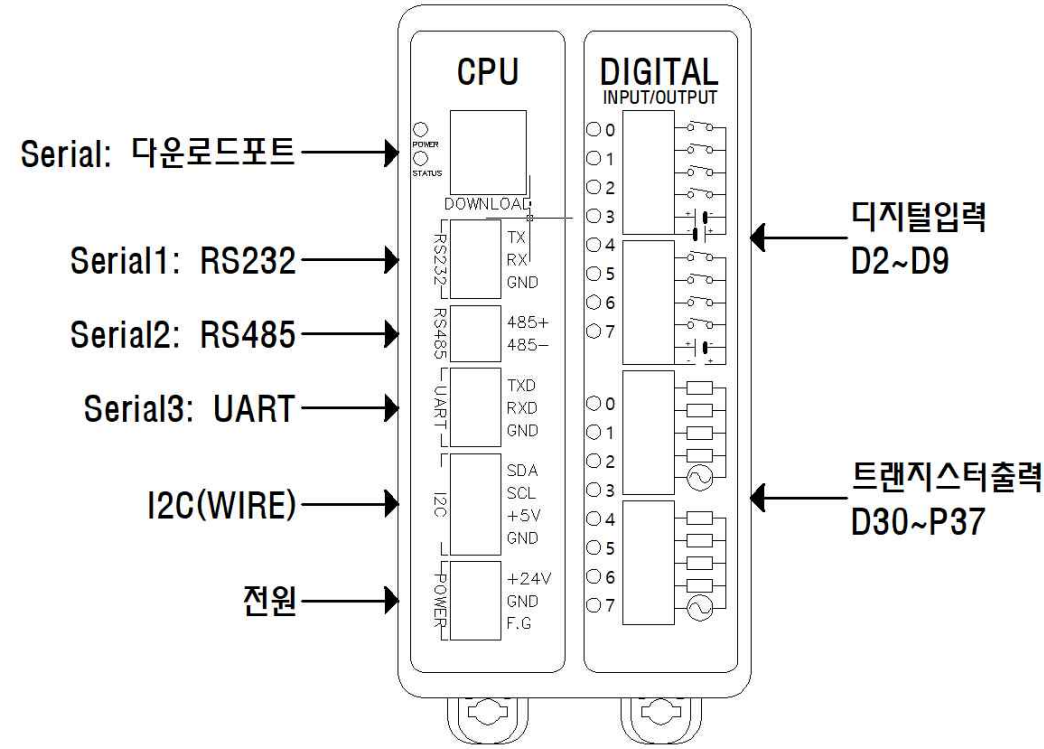 CPU
DIGITAL
INPUT/OUTPUT
Serial: 다운로드포트
POWER
STATUS
DOWNLOAD
Serial1: RS232
RS232
TX
RX
GND
Serial2: RS485
RS485
485+
485-
Serial3: UART
UART
TXD
RXD
GND
I2C(WIRE)
I2C
SDA
SCL
+5V
GND
전원
POWER
+24V
GND
F.G
0
1
2
3
4
5
6
7
+
-
-
+
+
-
-
+
디지털입력
D2~D9
0
1
2
3
4
5
6
7
트랜지스터출력
D30~P37